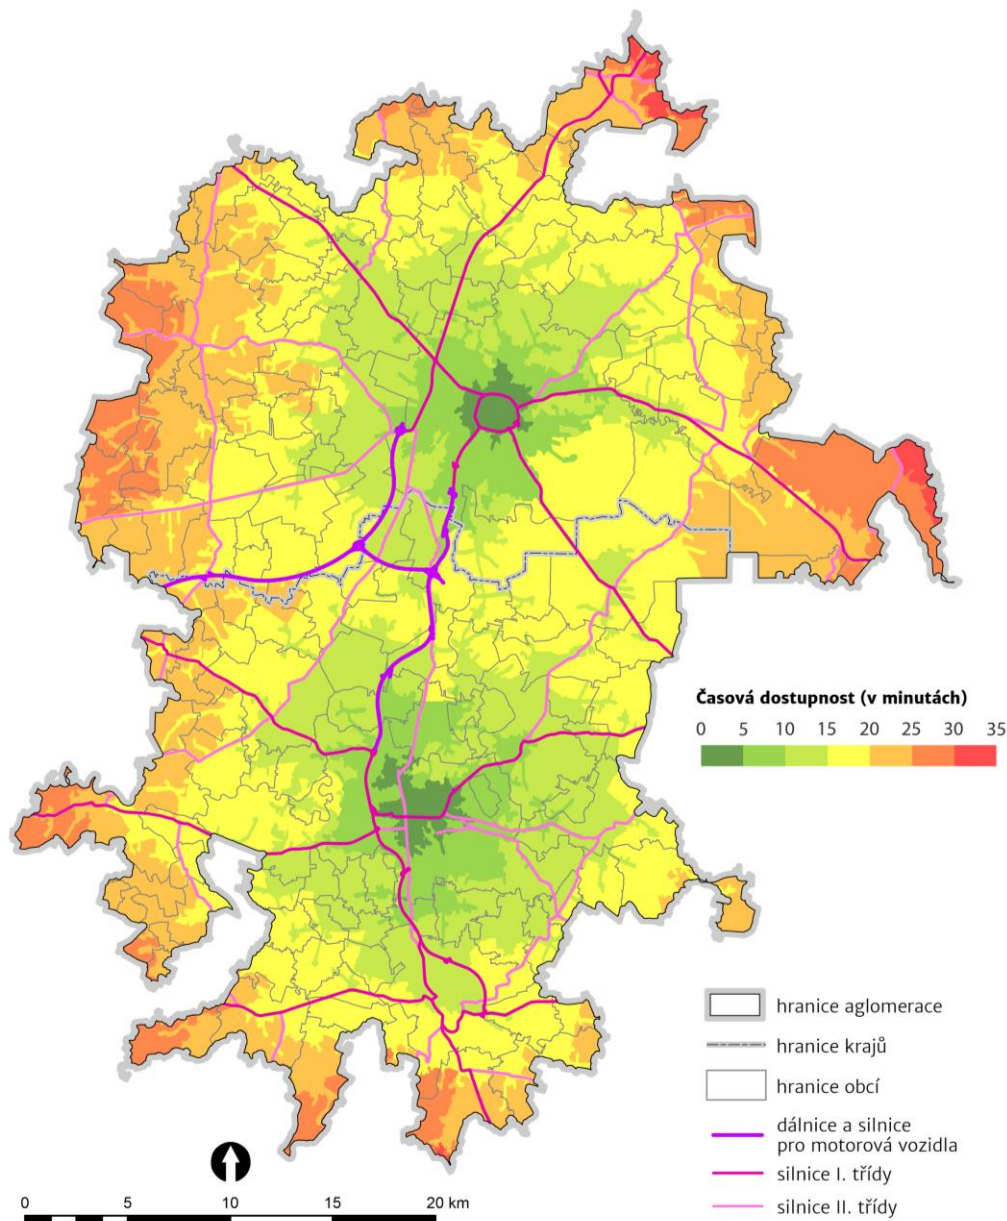 Časová dostupnost (v minutách)
0 5 10 15 20 25 30 35
hranice aglomerace
hranice krajů
hranice obcí
dálnice a silnice
pro motorová vozidla
silnice I. třídy
silnice II. třídy
0 5 10 15 20 km